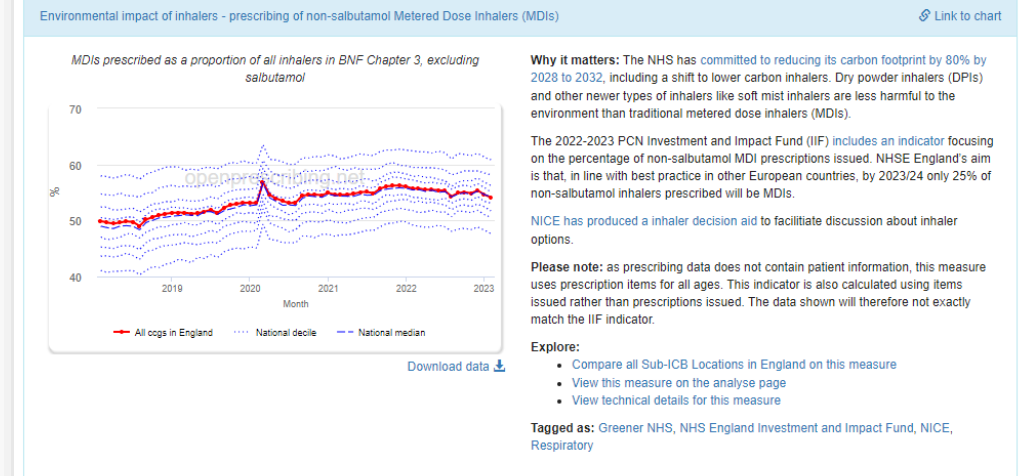 Environmental impact of inhalers - prescribing of non-salbutamol Metered Dose Inhalers (MDIs)
Link to chart
MDIs prescribed as a proportion of all inhalers in BNF Chapter 3, excluding
salbutamol
70
60
50
40
%
openprescribing.net
2019 2020 2021 2022 2023
Month
All ccgs in England National decile National median
Download data
Why it matters: The NHS has committed to reducing its carbon footprint by 80% by
2028 to 2032, including a shift to lower carbon inhalers. Dry powder inhalers (DPIs)
and other newer types of inhalers like soft mist inhalers are less harmful to the
environment than traditional metered dose inhalers (MDIs).
The 2022-2023 PCN Investment and Impact Fund (IIF) includes an indicator focusing
on the percentage of non-salbutamol MDI prescriptions issued. NHSE England's aim
is that, in line with best practice in other European countries, by 2023/24 only 25% of
non-salbutamol inhalers prescribed will be MDIs.
NICE has produced a inhaler decision aid to facilitiate discussion about inhaler
options.
Please note: as prescribing data does not contain patient information, this measure
uses prescription items for all ages. This indicator is also calculated using items
issued rather than prescriptions issued. The data shown will therefore not exactly
match the IIF indicator.
Explore:
• Compare all Sub-ICB Locations in England on this measure
• View this measure on the analyse page
• View technical details for this measure
Tagged as: Greener NHS, NHS England Investment and Impact Fund, NICE,
Respiratory